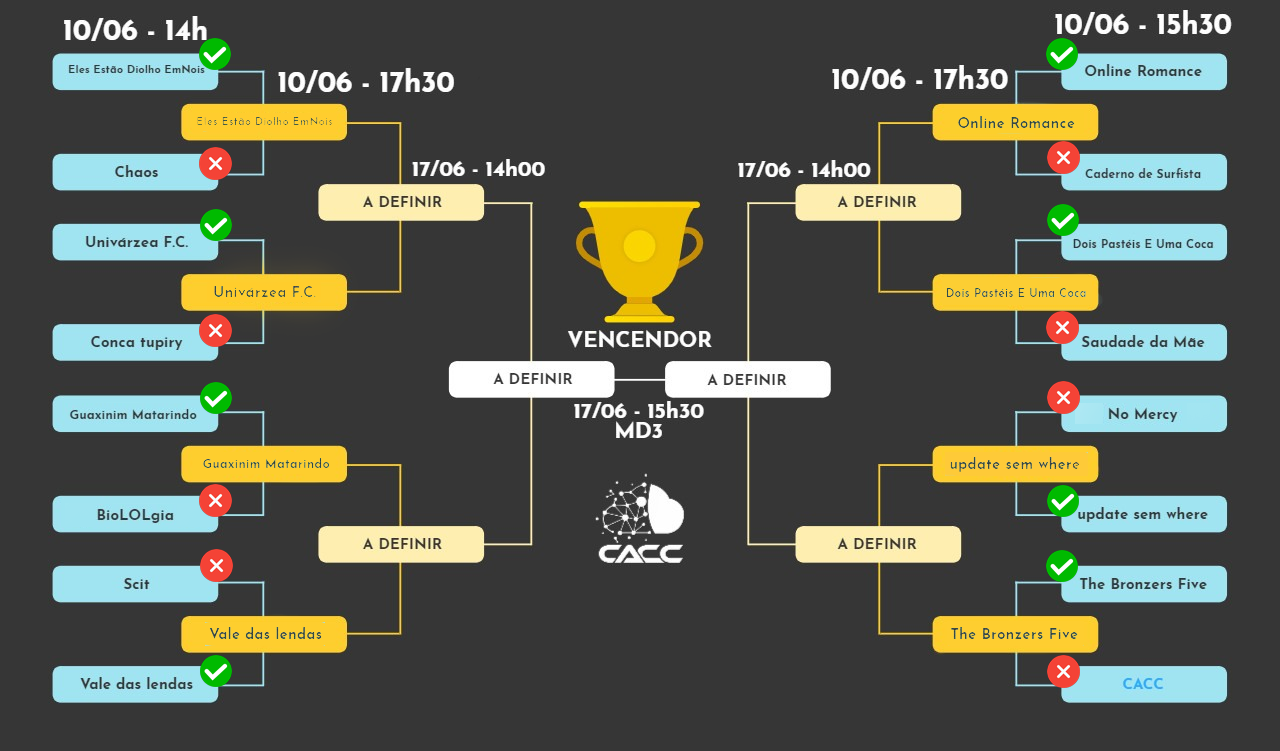 10/06 - 14h
10/06 - 15h30
10/06 - 17h30
10/06 - 17h30
Eles Estão Diolho EmNois
Online Romance
Eles Estão Diolho EmNois
Online Romance
Chaos
17/06 - 14h00
17/06 - 14h00
Caderno de Surfista
A DEFINIR
A DEFINIR
Univárzea F.C.
Dois Pastéis E Uma Coca
Univárzea F.C.
Dois Pastéis E Uma Coca
Conca tupiry
VENCENDOR
Saudade da Mãe
A DEFINIR
A DEFINIR
17/06 - 15h30
MD3
Guaxinim Matarindo
No Mercy
Guaxinim Matarindo
update sem where
BioLOLgia
update sem where
A DEFINIR
CACC
A DEFINIR
Scit
The Bronzers Five
Vale das lendas
The Bronzers Five
Vale das lendas
CACC